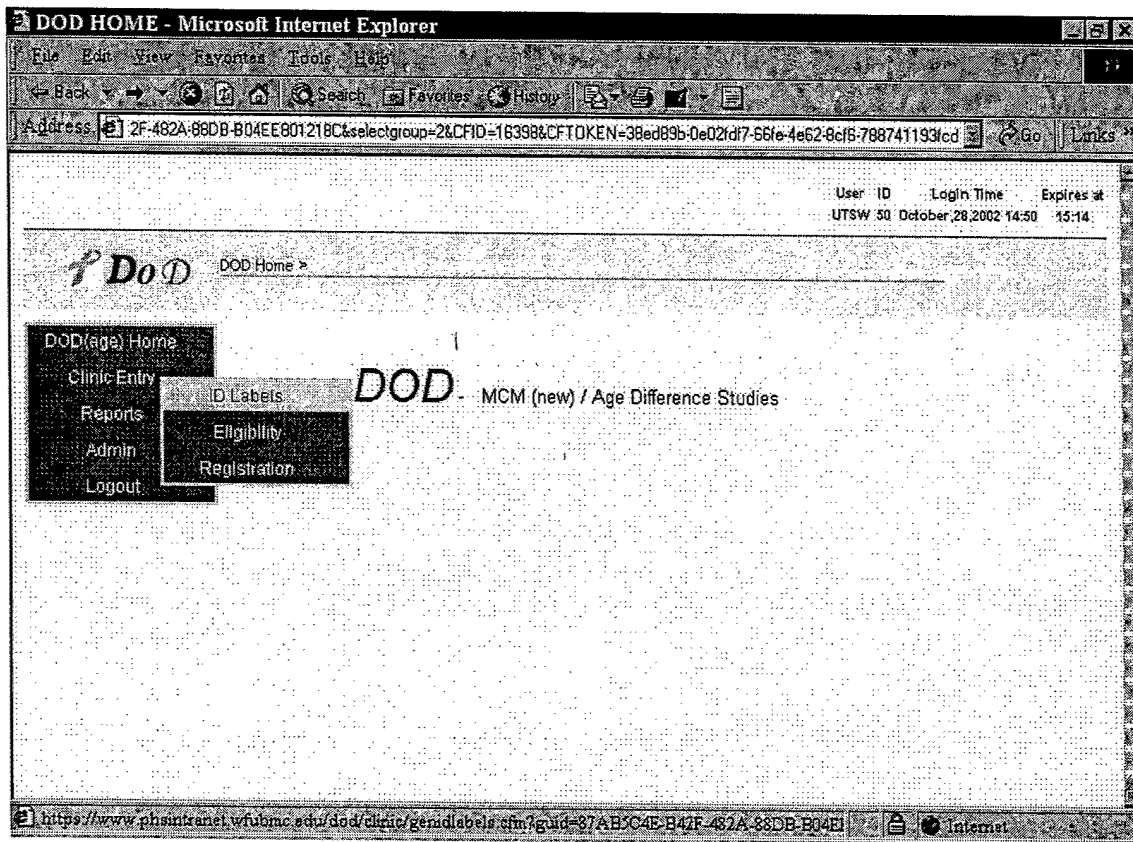 DOD HOME - Microsoft Internet Explorer
File Edit View Favorites Tools Help
Back Search Favorites History
Address 2F-482A-88DB-B04EE801218C&selectgroup=2&CFID=16398&CFTOKEN=38ed89b-0e02fdf7-66fe-4e62-8cf6-788741193fcd Go Links »
User ID Login Time Expires at
UTSW 50 October,28,2002 14:50 15:14
DoD DOD Home >
DOD(age) Home
Clinic Entry
ID Labels
Reports
Eligibility
Admin
Registration
Logout
DOD - MCM (new) / Age Difference Studies
https://www.phsintranet.wfubmc.edu/dod/clinic/genidlabels.cfm?guid=87AB5C4E-B42F-482A-88DB-B04E Internet